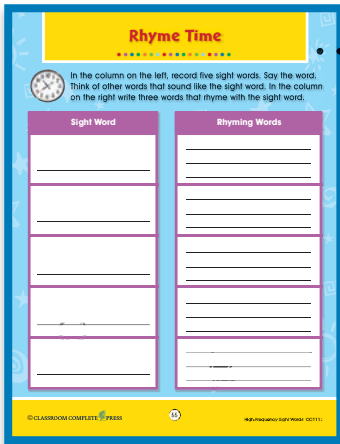 Rhyme Time
In the column on the left, record five sight words. Say the word.
Think of other words that sound like the sight word. In the column
on the right write three words that rhyme with the sight word.
Sight Word
Rhyming Words
© CLASSROOM COMPLETE PRESS
55
High Frequency Sight Words